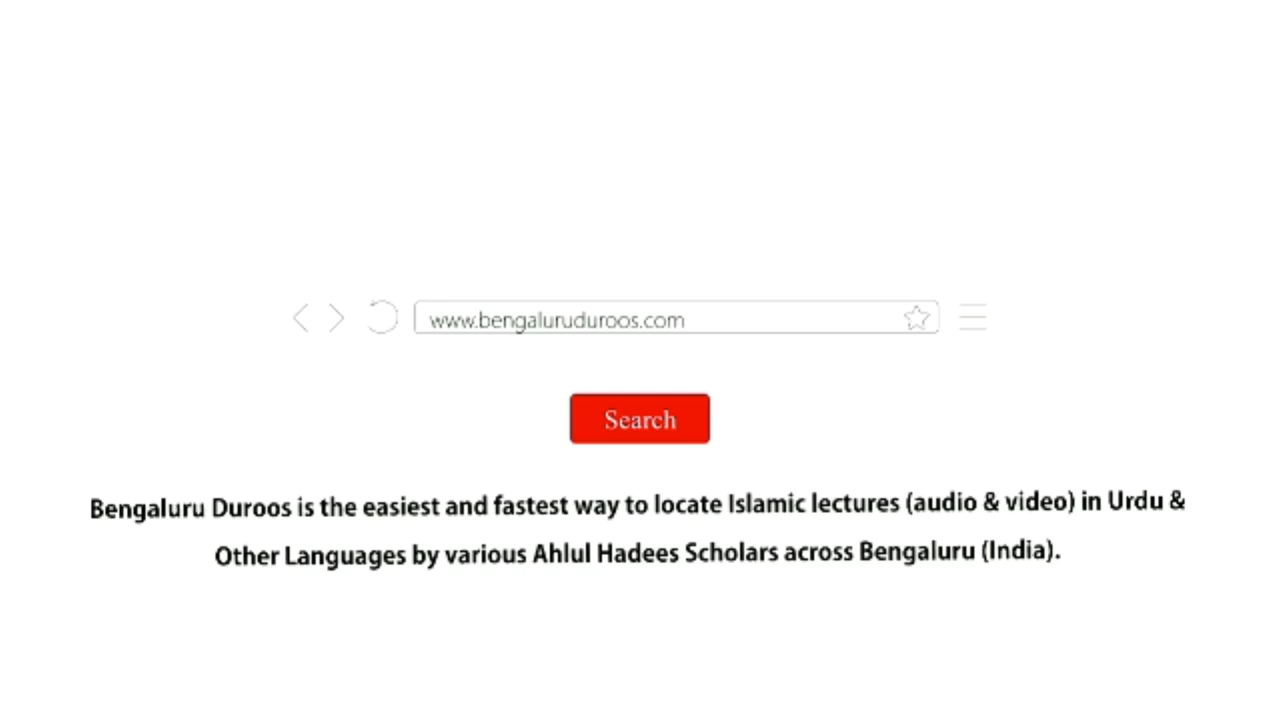 www.bengaluruduroos.com
Search
Bengaluru Duroos is the easiest and fastest way to locate Islamic lectures (audio & video) in Urdu &
Other Languages by various Ahlul Hadees Scholars across Bengaluru (India).